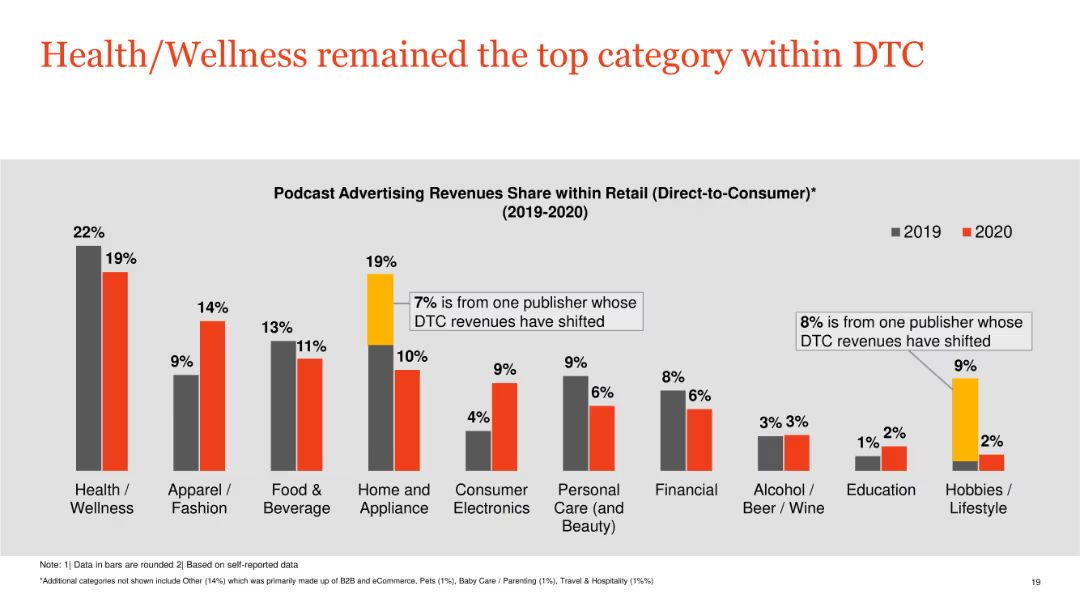 Health/Wellness remained the top category within DTC
Podcast Advertising Revenues Share within Retail (Direct-to-Consumer)*
(2019-2020)
2019 2020
22%
19%
9%
14%
13%
11%
19%
10%
7% is from one publisher whose
DTC revenues have shifted
4%
9%
9%
6%
8%
6%
3% 3%
1%
2%
8% is from one publisher whose
DTC revenues have shifted
9%
2%
Health /
Wellness
Apparel /
Fashion
Food &
Beverage
Home and
Appliance
Consumer
Electronics
Personal
Care (and
Beauty)
Financial
Alcohol /
Beer / Wine
Education
Hobbies /
Lifestyle
Note: 1| Data in bars are rounded 2| Based on self-reported data
*Additional categories not shown include Other (14%) which was primarily made up of B2B and eCommerce, Pets (1%), Baby Care / Parenting (1%), Travel & Hospitality (1%%)
19